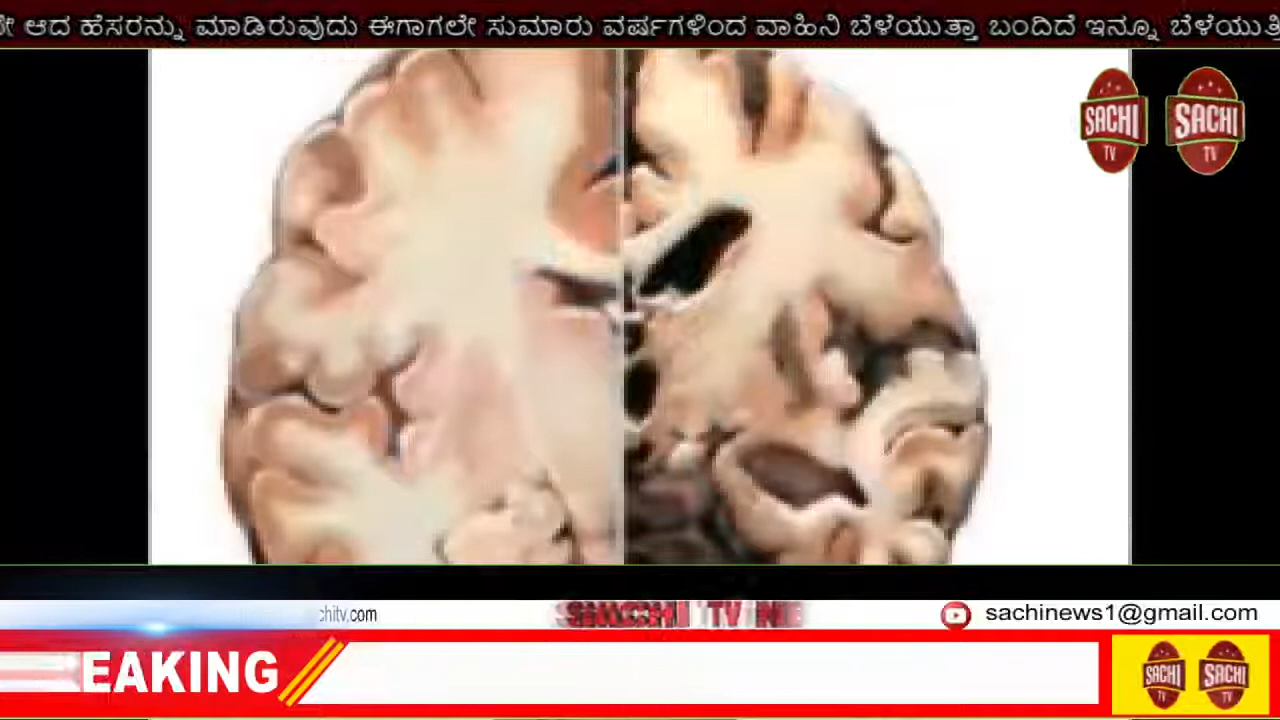 ಆದ ಹೆಸರನ್ನು ಮಾಡಿರುವುದು ಈಗಾಗಲೇ ಸುಮಾರು ವರ್ಷಗಳಿಂದ ವಾಹಿನಿ ಬೆಳೆಯುತ್ತಾ ಬಂದಿದೆ ಇನ್ನೂ
SACHI TV SACHI TV
chitv.com
sachinews1@gmail.com
EAKING
SACHI TV SACHI TV